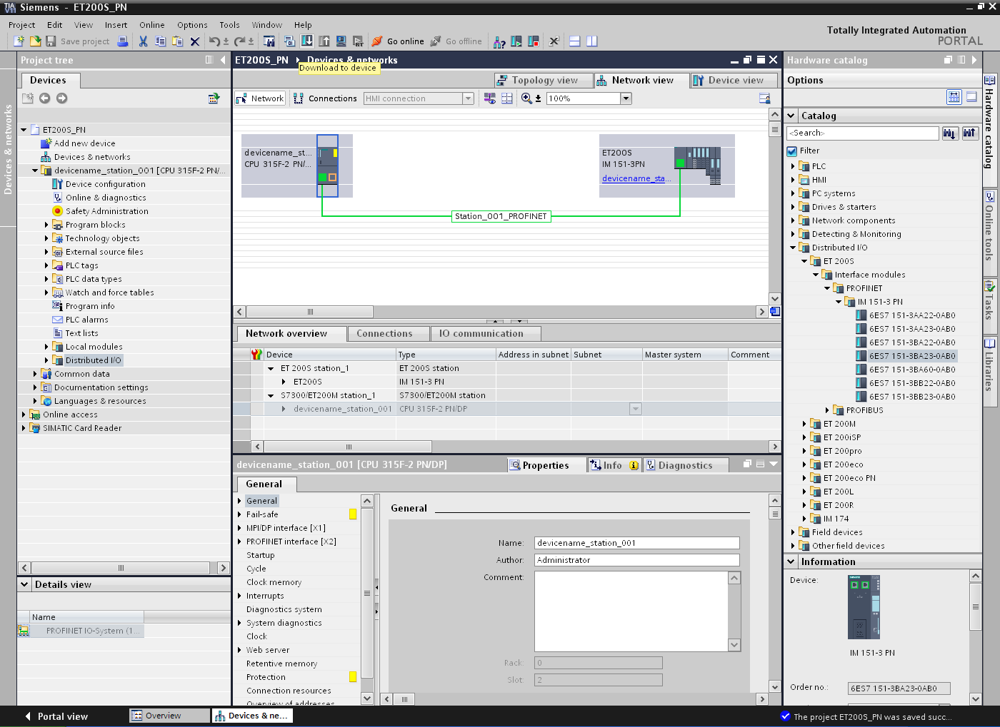 Siemens - ET200S_PN
Project Edit View Insert Online Options Tools Window Help
Save project
Go online
Go offline
Totally Integrated Automation
PORTAL
Project tree
Devices
Devices & networks
ET200S_PN
Add new device
Devices & networks
devicename_station_001 [CPU 315F-2 PN/...
Device configuration
Online & diagnostics
Safety Administration
Program blocks
Technology objects
External source files
PLC tags
PLC data types
Watch and force tables
Program info
PLC alarms
Text lists
Local modules
Distributed I/O
Common data
Documentation settings
Languages & resources
Online access
SIMATIC Card Reader
Details view
Name
PROFINET IO-System (1...
ET200S_PN
Devices & networks
Download to device
Topology view
Network view
Device view
Network
Connections
HMI connection
100%
devicename_st...
CPU 315F-2 PN/...
ET200S
IM 151-3PN
devicename_sta...
Station_001_PROFINET
Network overview
Connections
IO communication
Device Type Address in subnet Subnet Master system Comment
ET 200S station_1 ET 200S station
ET200S IM 151-3 PN
S7300/ET200M station_1 S7300/ET200M station
devicename_station_001 CPU 315F-2 PN/DP
devicename_station_001 [CPU 315F-2 PN/DP]
Properties
Info
Diagnostics
General
General
Fail-safe
MPI/DP interface [X1]
PROFINET interface [X2]
Startup
Cycle
Clock memory
Interrupts
Diagnostics system
System diagnostics
Clock
Web server
Retentive memory
Protection
Connection resources
Overview of addresses
General
Name: devicename_station_001
Author: Administrator
Comment:
Rack: 0
Slot: 2
Hardware catalog
Options
Catalog
<Search>
Filter
PLC
HMI
PC systems
Drives & starters
Network components
Detecting & Monitoring
Distributed I/O
ET 200S
Interface modules
PROFINET
IM 151-3 PN
6ES7 151-3AA22-0AB0
6ES7 151-3AA23-0AB0
6ES7 151-3BA22-0AB0
6ES7 151-3BA23-0AB0
6ES7 151-3BA60-0AB0
6ES7 151-3BB22-0AB0
6ES7 151-3BB23-0AB0
PROFIBUS
ET 200M
ET 200iSP
ET 200pro
ET 200eco
ET 200eco PN
ET 200L
ET 200R
IM 174
Field devices
Other field devices
Information
Device:
IM 151-3 PN
Order no.: 6ES7 151-3BA23-0AB0
Hardware catalog
Online tools
Tasks
Libraries
Portal view
Overview
Devices & ne...
The project ET200S_PN was saved succ...